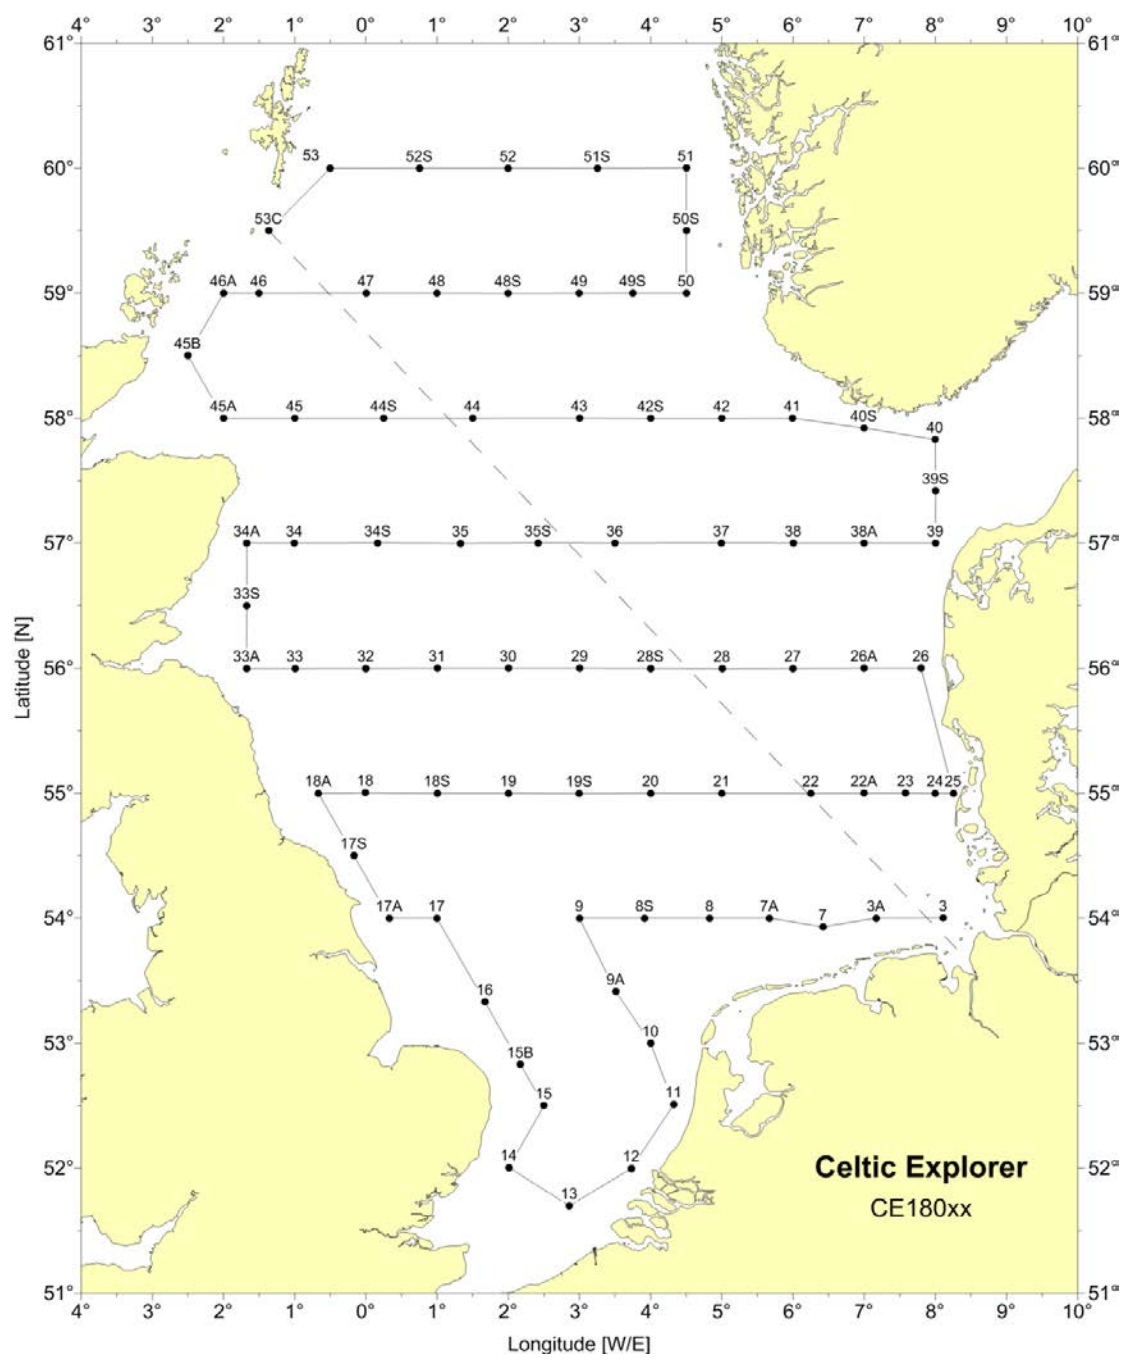 4° 3° 2° 1° 0° 1° 2° 3° 4° 5° 6° 7° 8° 9° 10°
61° 61°
53 52S 52 51S 51
60° 60°
53C 50S
46A 46 47 48 48S 49 49S 50
59° 59°
45B
45A 45 44S 44 43 42S 42 41 40S 40
58° 58°
39S
34A 34 34S 35 35S 36 37 38 38A 39
57° 57°
33S
33A 33 32 31 30 29 28S 28 27 26A 26
56° 56°
Latitude [N]
18A 18 18S 19 19S 20 21 22 22A 23 24 25
55° 55°
17S
17A 17 9 8S 8 7A 7 3A 3
54° 54°
9A
16
10
53° 53°
15B
15 11
14 12
52° 52°
Celtic Explorer
13
CE180xx
51° 51°
4° 3° 2° 1° 0° 1° 2° 3° 4° 5° 6° 7° 8° 9° 10°
Longitude [W/E]